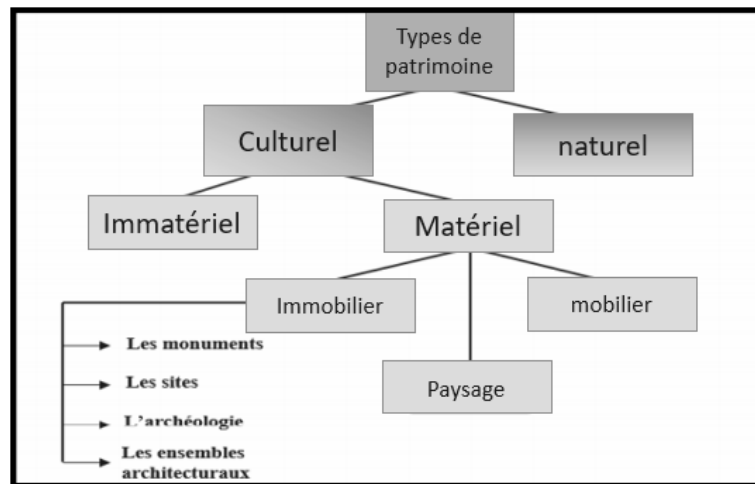 Types de
patrimoine
Culturel
naturel
Immatériel
Matériel
Immobilier
mobilier
Paysage
Les monuments
Les sites
L'archéologie
Les ensembles
architecturaux